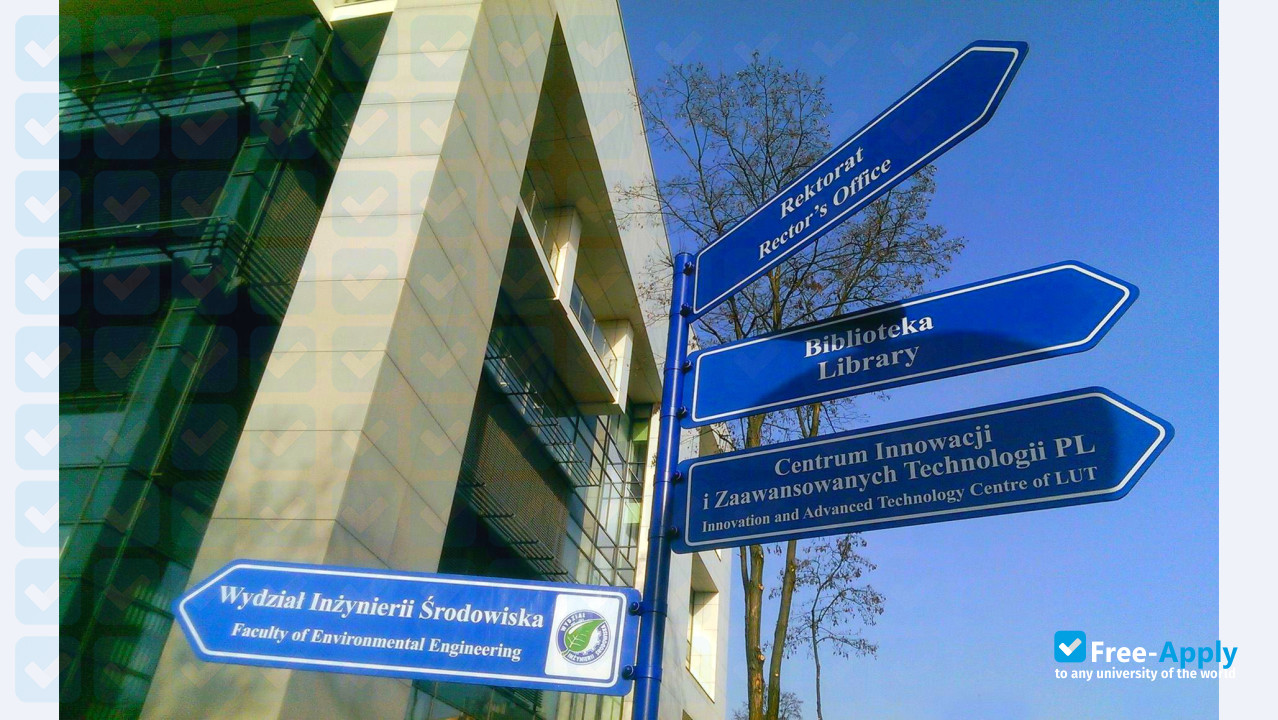 Rektorat
Rector's Office
Biblioteka
Library
Centrum Innowacji
i Zaawansowanych Technologii PL
Innovation and Advanced Technology Centre of LUT
Wydział Inżynierii Środowiska
Faculty of Environmental Engineering
Free-Apply
to any university of the world